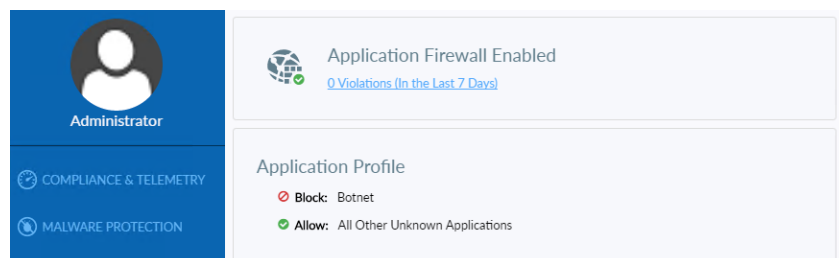 Administrator
COMPLIANCE & TELEMETRY
MALWARE PROTECTION
Application Firewall Enabled
0 Violations (In the Last 7 Days)
Application Profile
Block: Botnet
Allow: All Other Unknown Applications